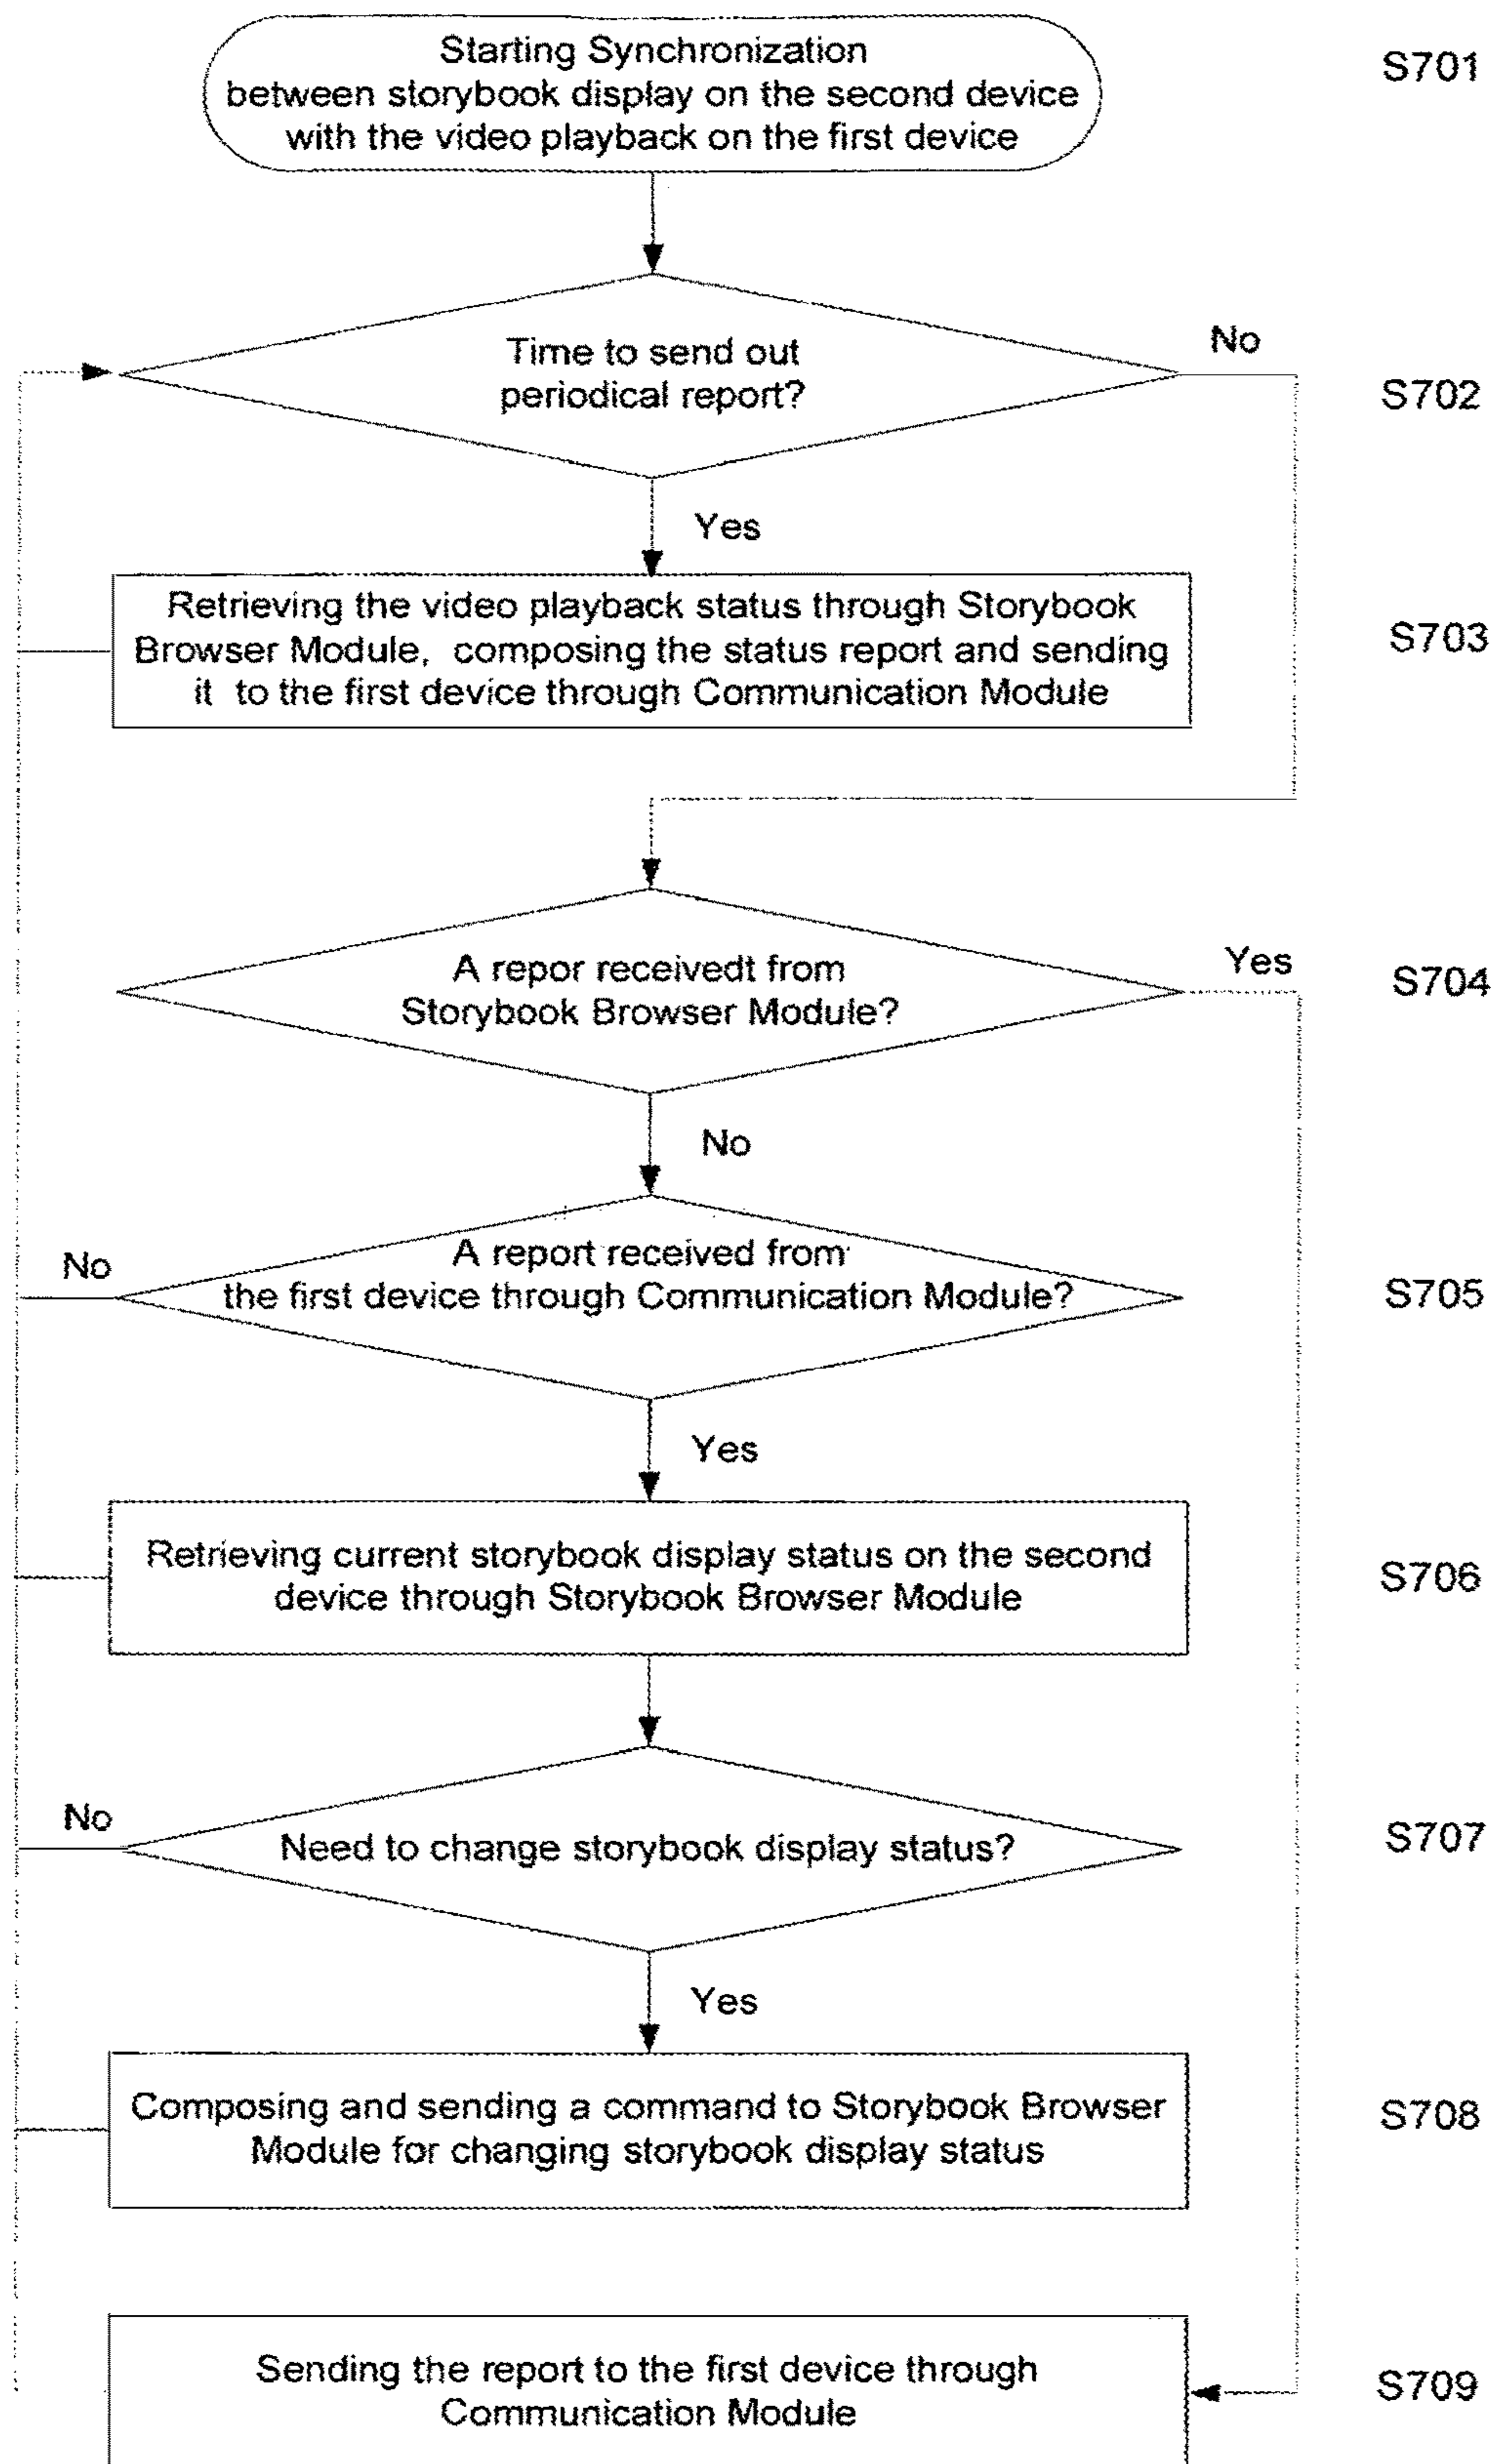 Starting Synchronization
between storybook display on the second device
with the video playback on the first device
S701
Time to send out
periodical report?
No
S702
Yes
Retrieving the video playback status through Storybook
Browser Module, composing the status report and sending
it to the first device through Communication Module
S703
A repor receivedt from
Storybook Browser Module?
Yes
S704
No
A report received from
the first device through Communication Module?
No
S705
Yes
Retrieving current storybook display status on the second
device through Storybook Browser Module
S706
Need to change storybook display status?
No
S707
Yes
Composing and sending a command to Storybook Browser
Module for changing storybook display status
S708
Sending the report to the first device through
Communication Module
S709